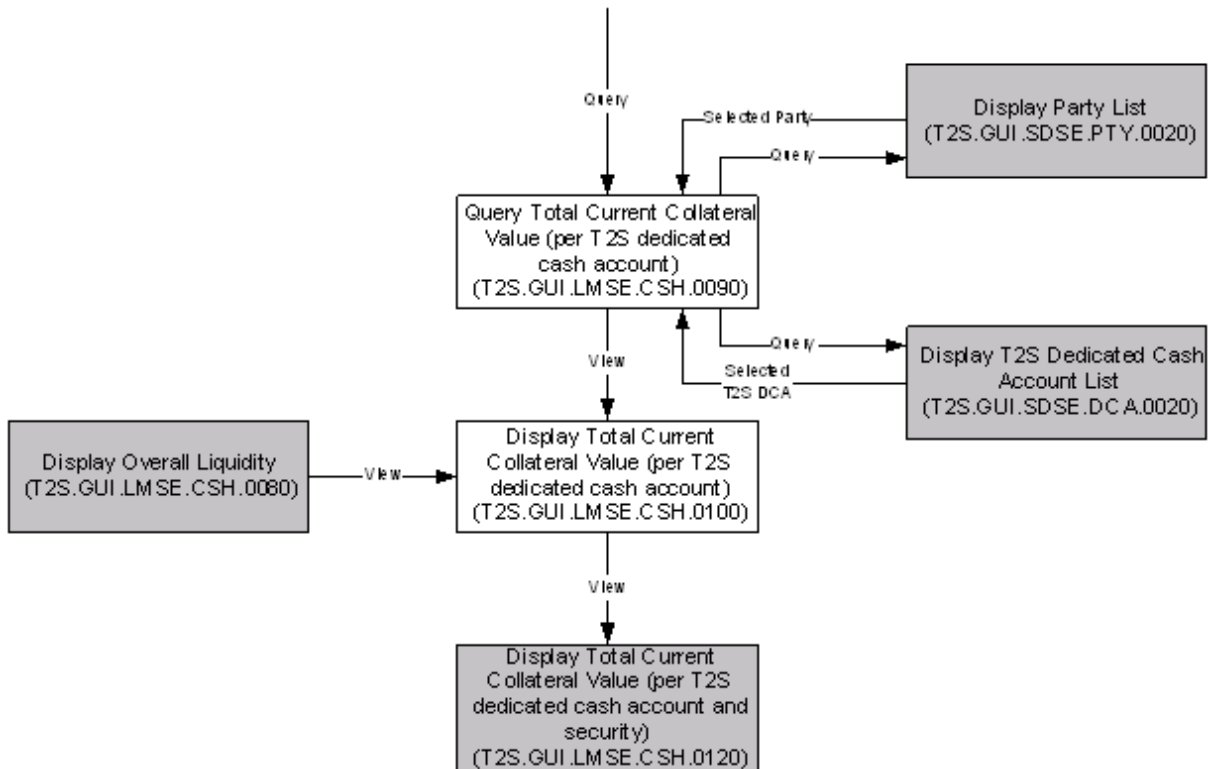 Query
Display Party List
(T2S.GUI.SDSE.PTY.0020)
Selected Party
Query
Query Total Current Collateral
Value (per T2S dedicated
cash account)
(T2S.GUI.LMSE.CSH.0090)
Query
Display T2S Dedicated Cash
Account List
(T2S.GUI.SDSE.DCA.0020)
View
Selected
T2S DCA
Display Overall Liquidity
(T2S.GUI.LMSE.CSH.0080)
View
Display Total Current
Collateral Value (per T2S
dedicated cash account)
(T2S.GUI.LMSE.CSH.0100)
View
Display Total Current
Collateral Value (per T2S
dedicated cash account and
security)
(T2S.GUI.LMSE.CSH.0120)